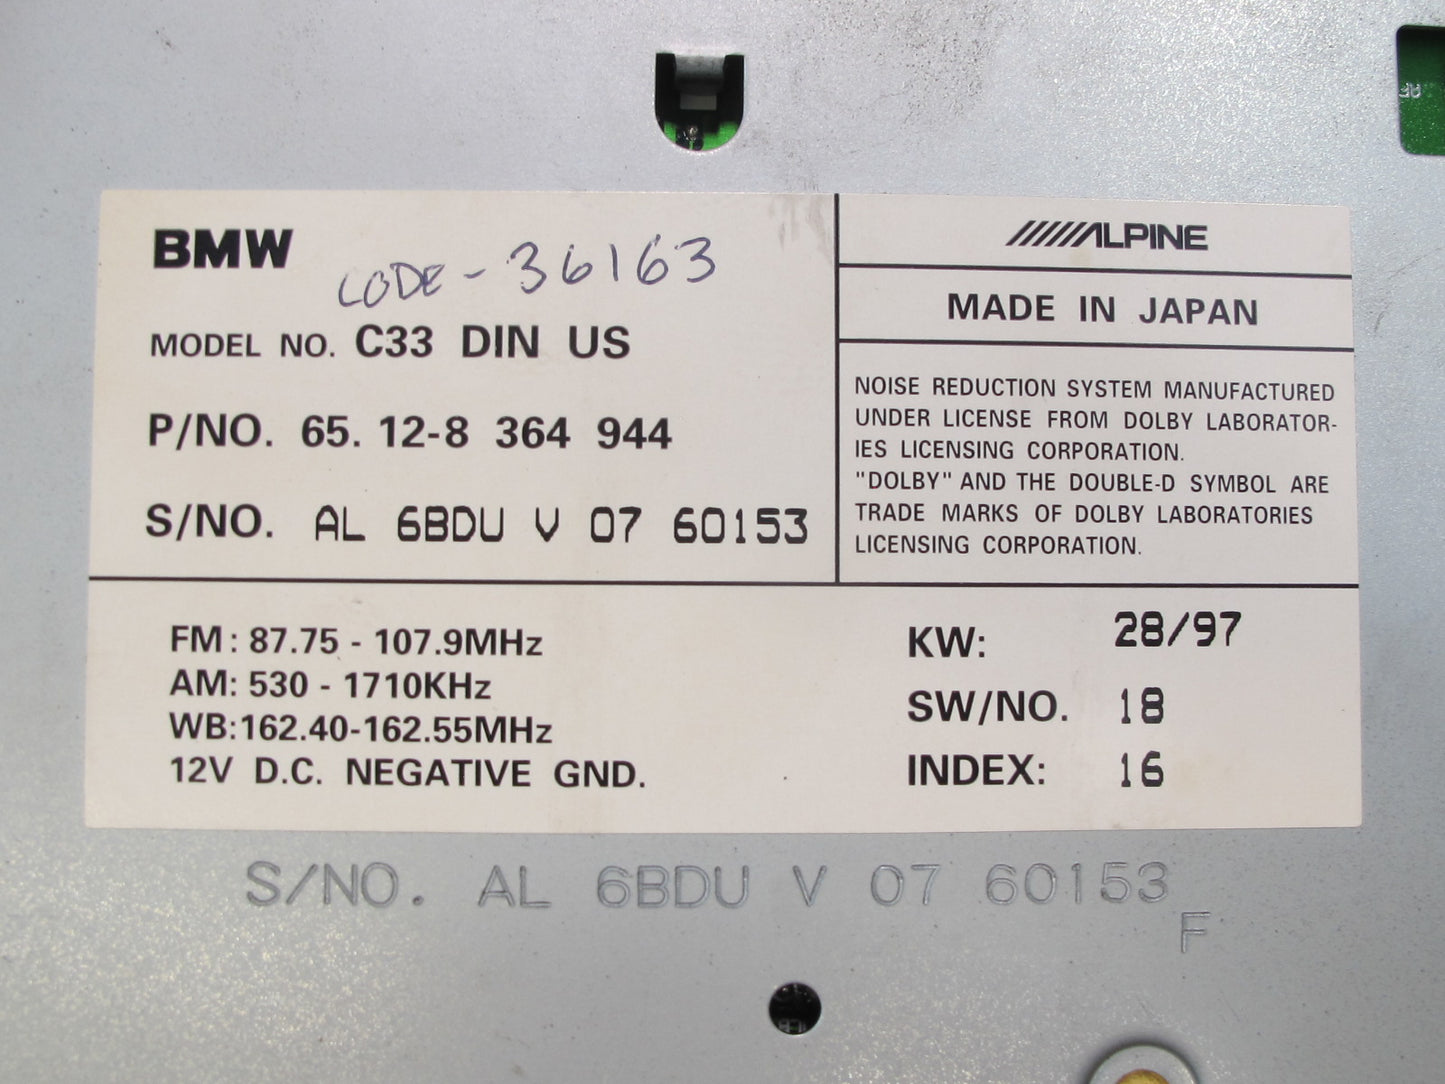 BMW
CODE-36163
MODEL NO. C33 DIN US
P/NO. 65. 12-8 364 944
S/NO. AL 6BDU V 07 60153
ALPINE
MADE IN JAPAN
NOISE REDUCTION SYSTEM MANUFACTURED
UNDER LICENSE FROM DOLBY LABORATOR-
IES LICENSING CORPORATION.
"DOLBY" AND THE DOUBLE-D SYMBOL ARE
TRADE MARKS OF DOLBY LABORATORIES
LICENSING CORPORATION.
FM: 87.75 - 107.9MHz
AM: 530 - 1710KHz
WB:162.40-162.55MHz
12V D.C. NEGATIVE GND.
KW: 28/97
SW/NO. 18
INDEX: 16
S/NO. AL 6BDU V 07 60153
F